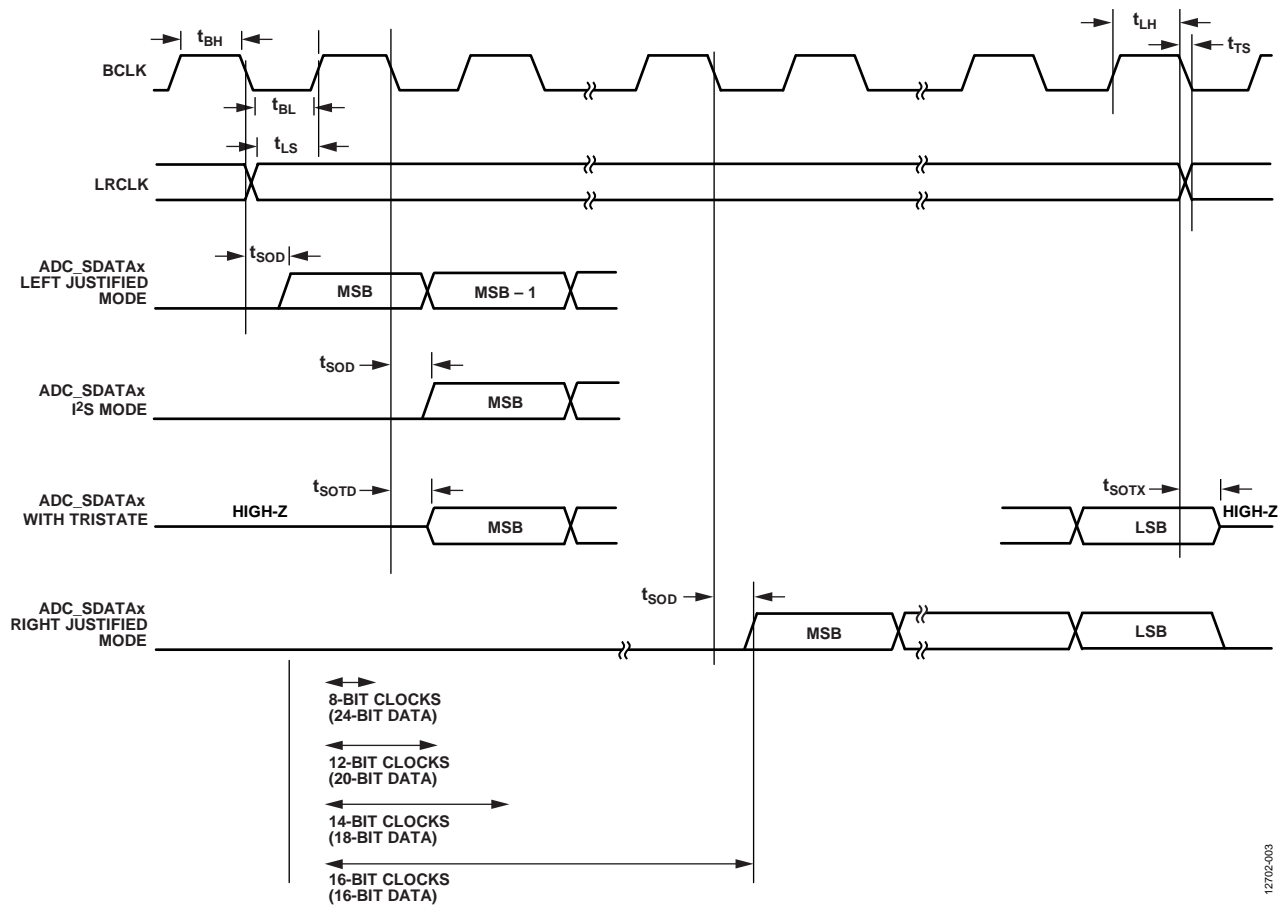 tBH
tLH
tTS
BCLK
tBL
tLS
LRCLK
tSOD
ADC_SDATAx
LEFT JUSTIFIED
MODE
MSB
MSB – 1
tSOD
ADC_SDATAx
I2S MODE
MSB
tSOTD
tSOTX
ADC_SDATAx
WITH TRISTATE
HIGH-Z
MSB
LSB
HIGH-Z
tSOD
ADC_SDATAx
RIGHT JUSTIFIED
MODE
MSB
LSB
8-BIT CLOCKS
(24-BIT DATA)
12-BIT CLOCKS
(20-BIT DATA)
14-BIT CLOCKS
(18-BIT DATA)
16-BIT CLOCKS
(16-BIT DATA)
12702-003